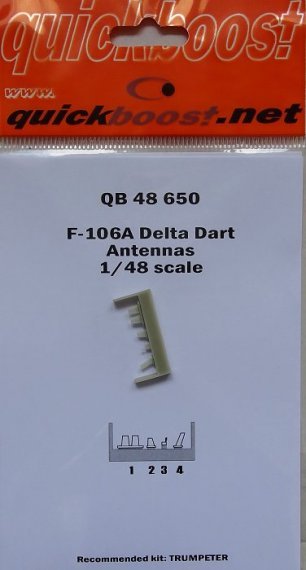 quickboost
www.
quickboost.net
QB 48 650
F-106A Delta Dart
Antennas
1/48 scale
1 2 3 4
Recommended kit: TRUMPETER